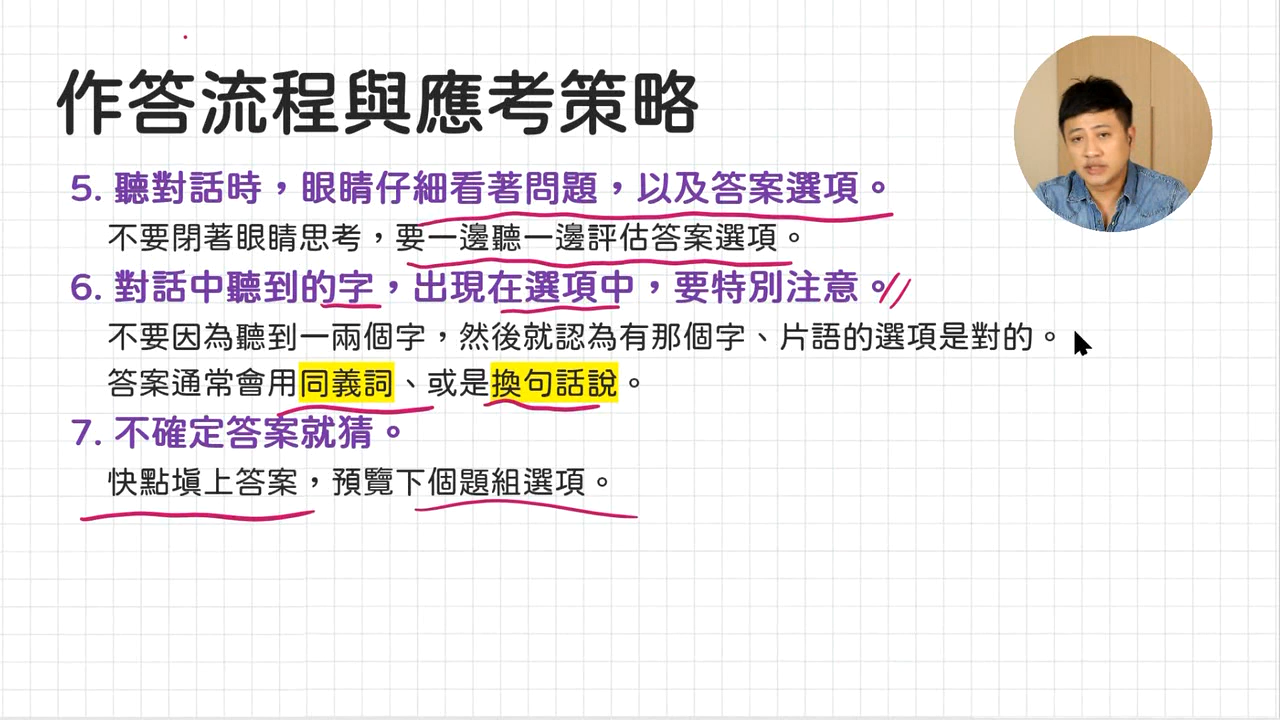 作答流程與應考策略
5. 聽對話時，眼睛仔細看著問題，以及答案選項。
不要閉著眼睛思考，要一邊聽一邊評估答案選項。
6. 對話中聽到的字，出現在選項中，要特別注意。
不要因為聽到一兩個字，然後就認為有那個字、片語的選項是對的。
答案通常會用同義詞、或是換句話說。
7. 不確定答案就猜。
快點填上答案，預覽下個題組選項。